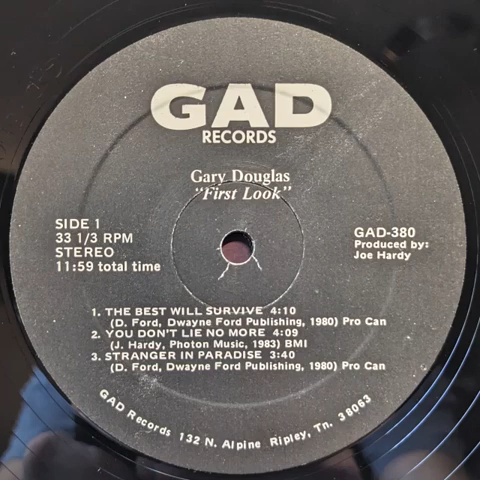 GAD
RECORDS
Gary Douglas
"First Look"
SIDE 1
33 1/3 RPM
STEREO
11:59 total time
GAD-380
Produced by:
Joe Hardy
1. THE BEST WILL SURVIVE 4:10
(D. Ford, Dwayne Ford Publishing, 1980) Pro Can
2. YOU DON'T LIE NO MORE 4:09
(J. Hardy, Photon Music, 1983) BMI
3. STRANGER IN PARADISE 3:40
(D. Ford, Dwayne Ford Publishing, 1980) Pro Can
GAD Records 132 N. Alpine Ripley, Tn. 38063